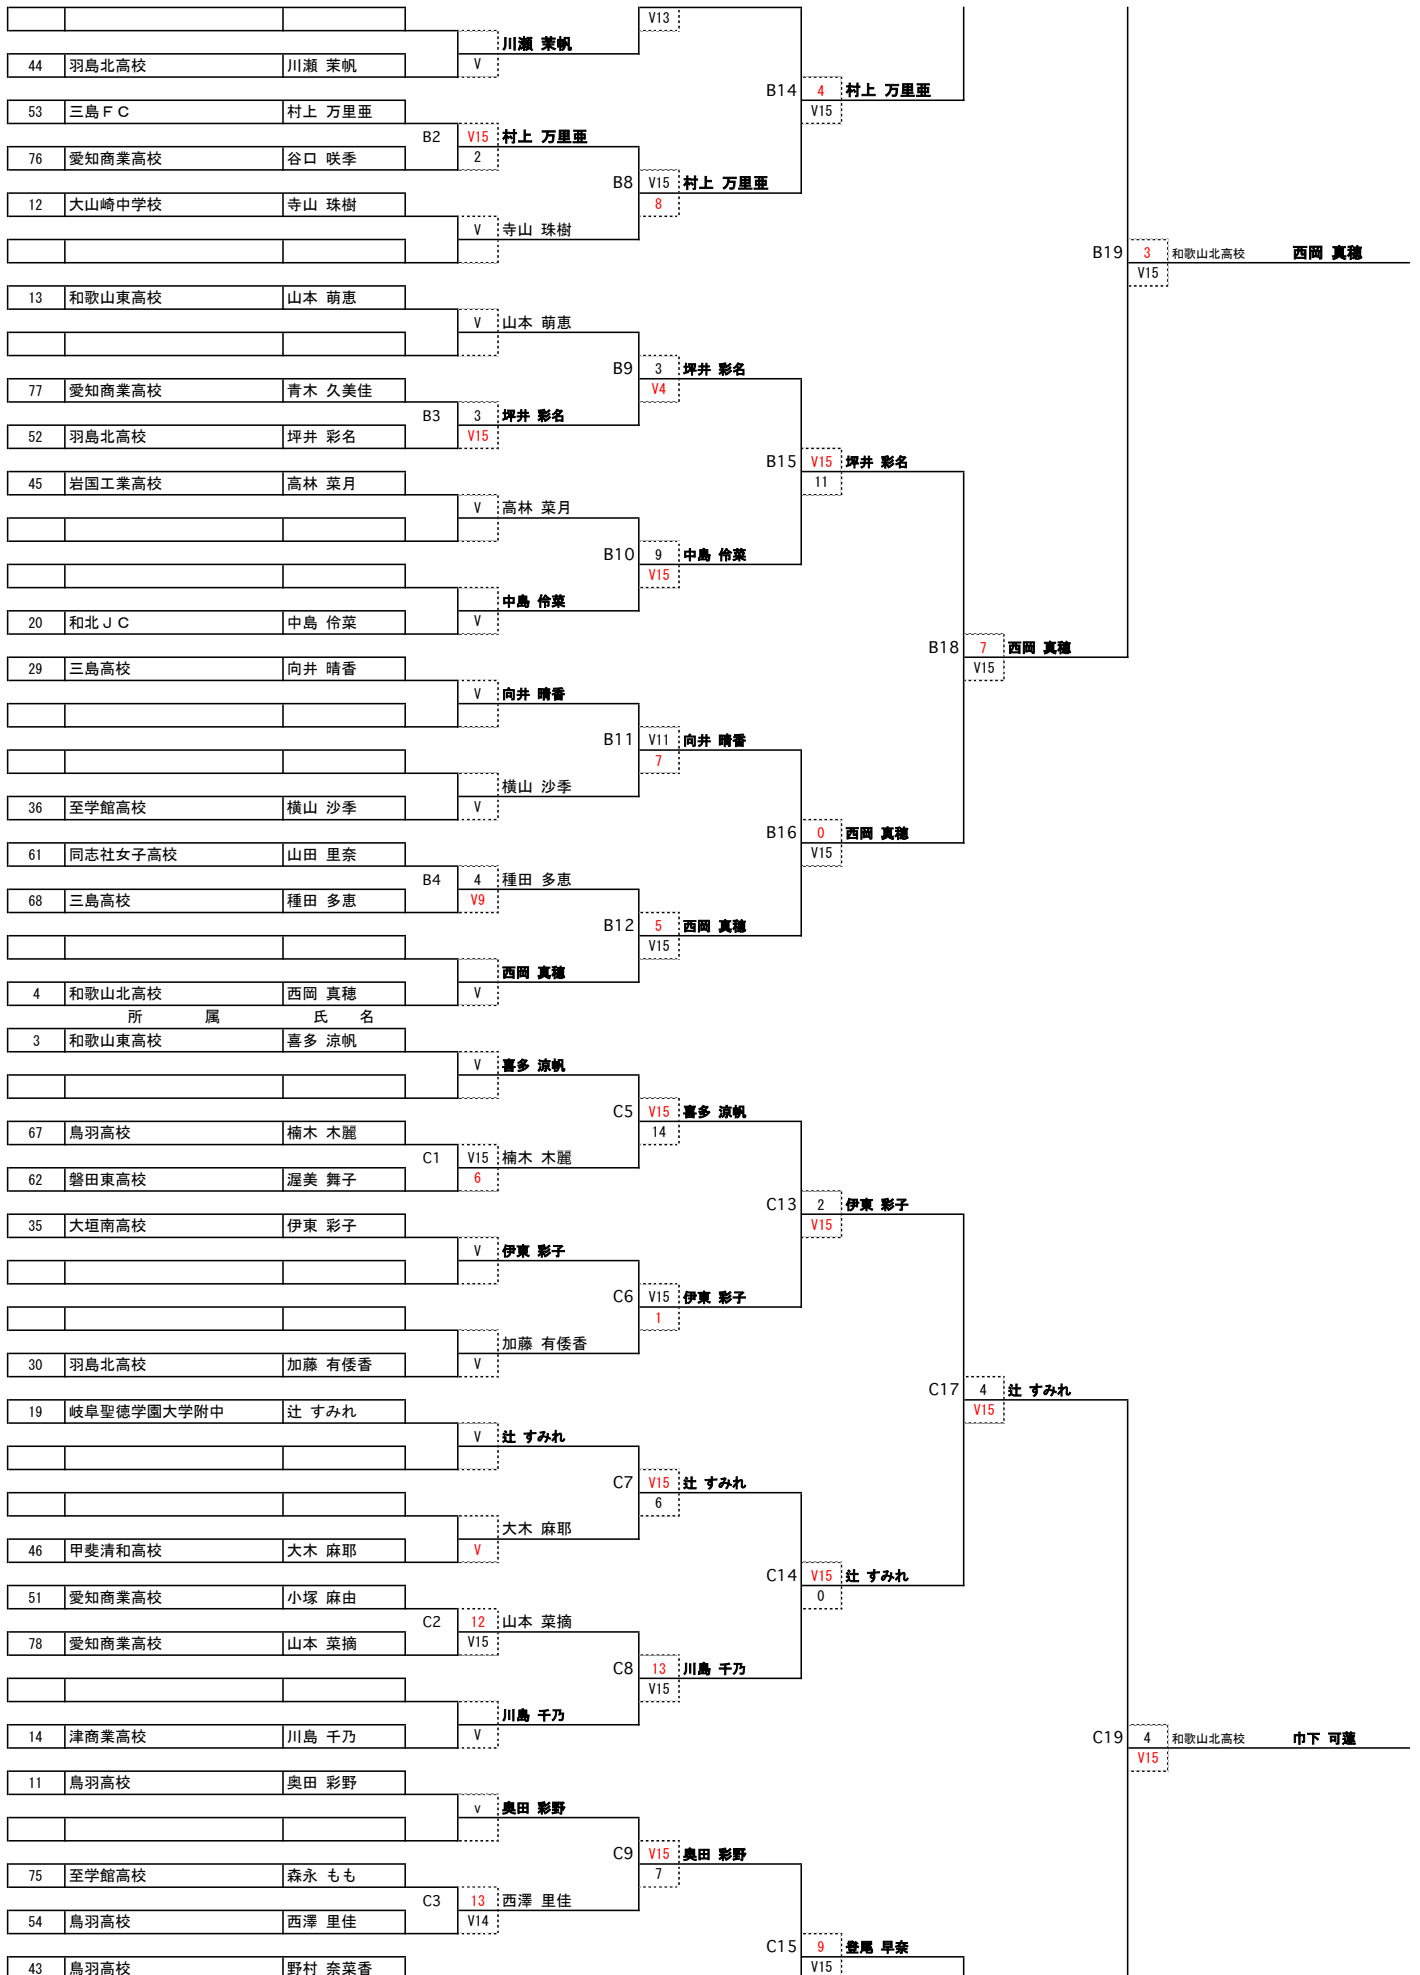 V13
川瀬 茉帆
44 羽島北高校 川瀬 茉帆 V
B14 4 村上 万里亜
53 三島ＦＣ 村上 万里亜 V15
B2 V15 村上 万里亜
76 愛知商業高校 谷口 咲季 2
B8 V15 村上 万里亜
12 大山崎中学校 寺山 珠樹 8
V 寺山 珠樹
B19 3 和歌山北高校 西岡 真穂
V15
13 和歌山東高校 山本 萌恵
V 山本 萌恵
B9 3 坪井 彩名
77 愛知商業高校 青木 久美佳 V4
B3 3 坪井 彩名
52 羽島北高校 坪井 彩名 V15
B15 V15 坪井 彩名
45 岩国工業高校 高林 菜月 11
V 高林 菜月
B10 9 中島 伶菜
V15
中島 伶菜
20 和北ＪＣ 中島 伶菜 V
B18 7 西岡 真穂
29 三島高校 向井 晴香 V15
V 向井 晴香
B11 V11 向井 晴香
7
横山 沙季
36 至学館高校 横山 沙季 V
B16 0 西岡 真穂
61 同志社女子高校 山田 里奈 V15
B4 4 種田 多恵
68 三島高校 種田 多恵 V9
B12 5 西岡 真穂
V15
西岡 真穂
4 和歌山北高校 西岡 真穂 V
所 属 氏 名
3 和歌山東高校 喜多 涼帆
V 喜多 涼帆
C5 V15 喜多 涼帆
67 鳥羽高校 楠木 木麗 14
C1 V15 楠木 木麗
62 磐田東高校 渥美 舞子 6
C13 2 伊東 彩子
35 大垣南高校 伊東 彩子 V15
V 伊東 彩子
C6 V15 伊東 彩子
1
加藤 有倭香
30 羽島北高校 加藤 有倭香 V
C17 4 辻 すみれ
19 岐阜聖徳学園大学附中 辻 すみれ V15
V 辻 すみれ
C7 V15 辻 すみれ
6
大木 麻耶
46 甲斐清和高校 大木 麻耶 V
C14 V15 辻 すみれ
51 愛知商業高校 小塚 麻由 0
C2 12 山本 菜摘
78 愛知商業高校 山本 菜摘 V15
C8 13 川島 千乃
V15
川島 千乃
14 津商業高校 川島 千乃 V
C19 4 和歌山北高校 巾下 可蓮
V15
11 鳥羽高校 奥田 彩野
v 奥田 彩野
C9 V15 奥田 彩野
75 至学館高校 森永 もも 7
C3 13 西澤 里佳
54 鳥羽高校 西澤 里佳 V14
C15 9 登尾 早奈
43 鳥羽高校 野村 奈菜香 V15